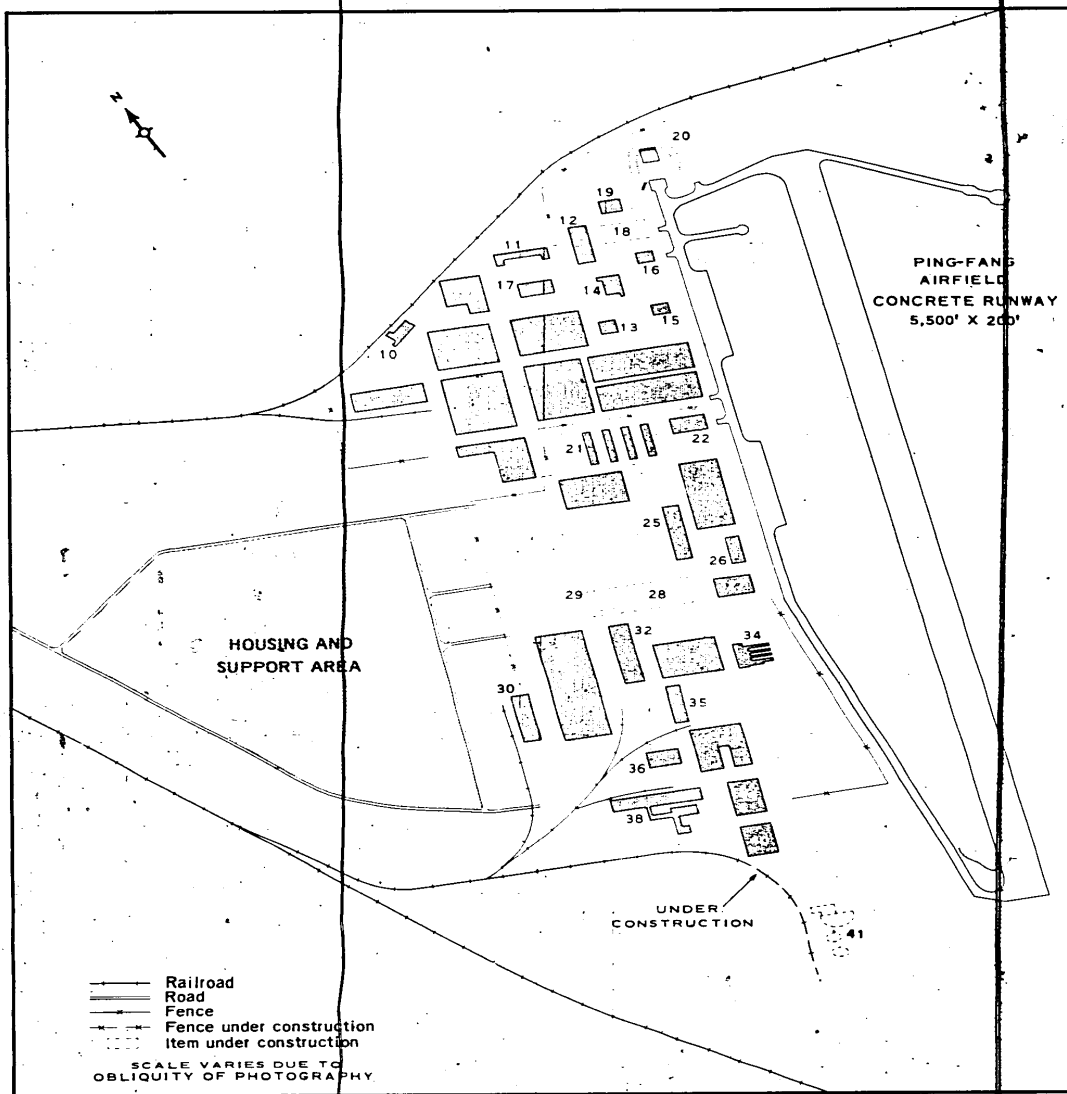 N
20
19
12
18
11
16
PING-FANG
AIRFIELD
CONCRETE RUNWAY
5,500' X 200'
17
14
15
13
10
22
21
25
26
29
28
HOUSING AND
SUPPORT AREA
32
34
30
35
36
38
UNDER
CONSTRUCTION
41
Railroad
Road
Fence
Fence under construction
Item under construction
SCALE VARIES DUE TO
OBLIQUITY OF PHOTOGRAPHY